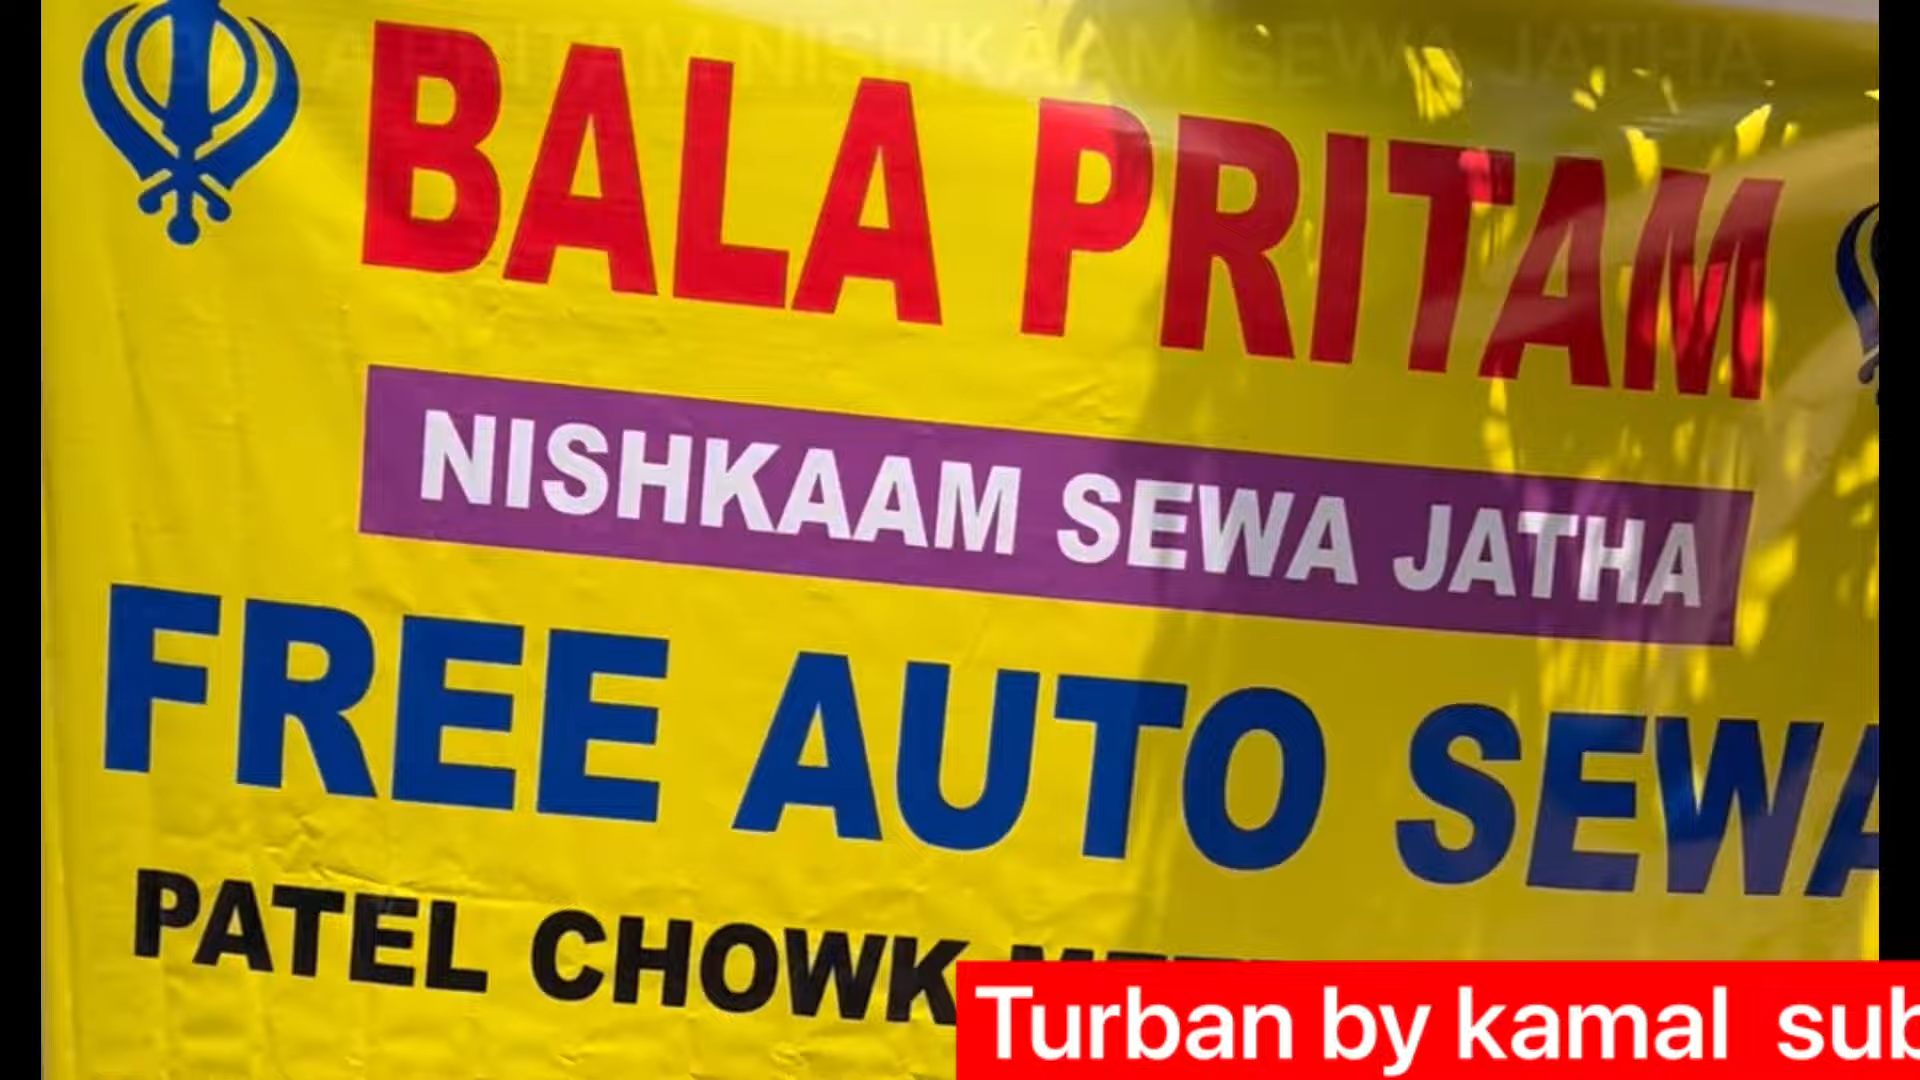 BALA PRITAM
NISHKAAM SEWA JATHA
FREE AUTO SEWA
PATEL CHOWK
Turban by kamal sub